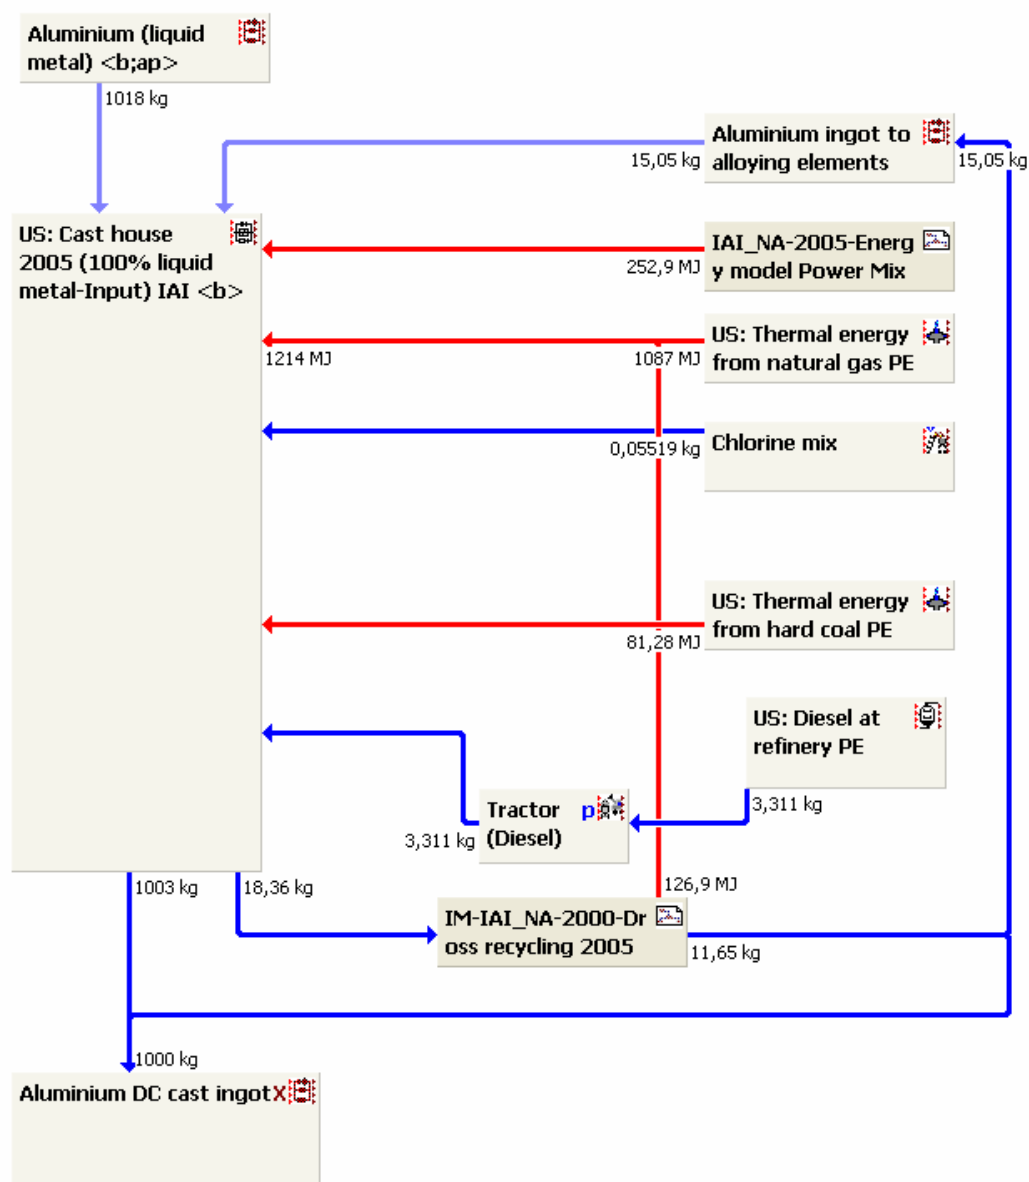 Aluminium (liquid
metal) <b;ap>
1018 kg
Aluminium ingot to
alloying elements
15,05 kg
15,05 kg
US: Cast house
2005 (100% liquid
metal-Input) IAI <b>
IAI_NA-2005-Energ
y model Power Mix
252,9 MJ
US: Thermal energy
from natural gas PE
1214 MJ
1087 MJ
Chlorine mix
0,05519 kg
US: Thermal energy
from hard coal PE
81,28 MJ
US: Diesel at
refinery PE
3,311 kg
Tractor p
(Diesel)
3,311 kg
1003 kg
18,36 kg
126,9 MJ
IM-IAI_NA-2000-Dr
oss recycling 2005
11,65 kg
1000 kg
Aluminium DC cast ingot X